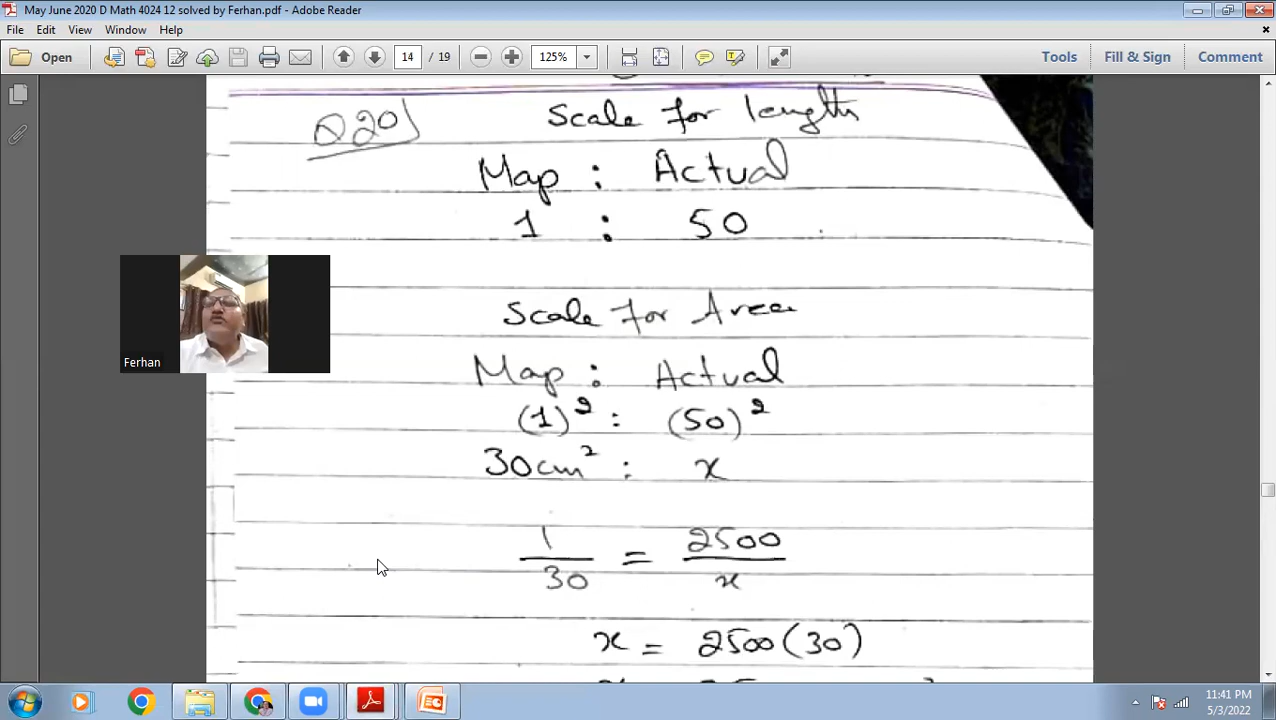 May June 2020 D Math 4024 12 solved by Ferhan.pdf - Adobe Reader
File Edit View Window Help
Open 14 / 19 125% Tools Fill & Sign Comment
Q20)
Scale for length
Map : Actual
1 : 50
Scale for Area
Map : Actual
(1)² : (50)²
30cm² : x
1/30 = 2500/x
x = 2500(30)
Ferhan
11:41 PM
5/3/2022